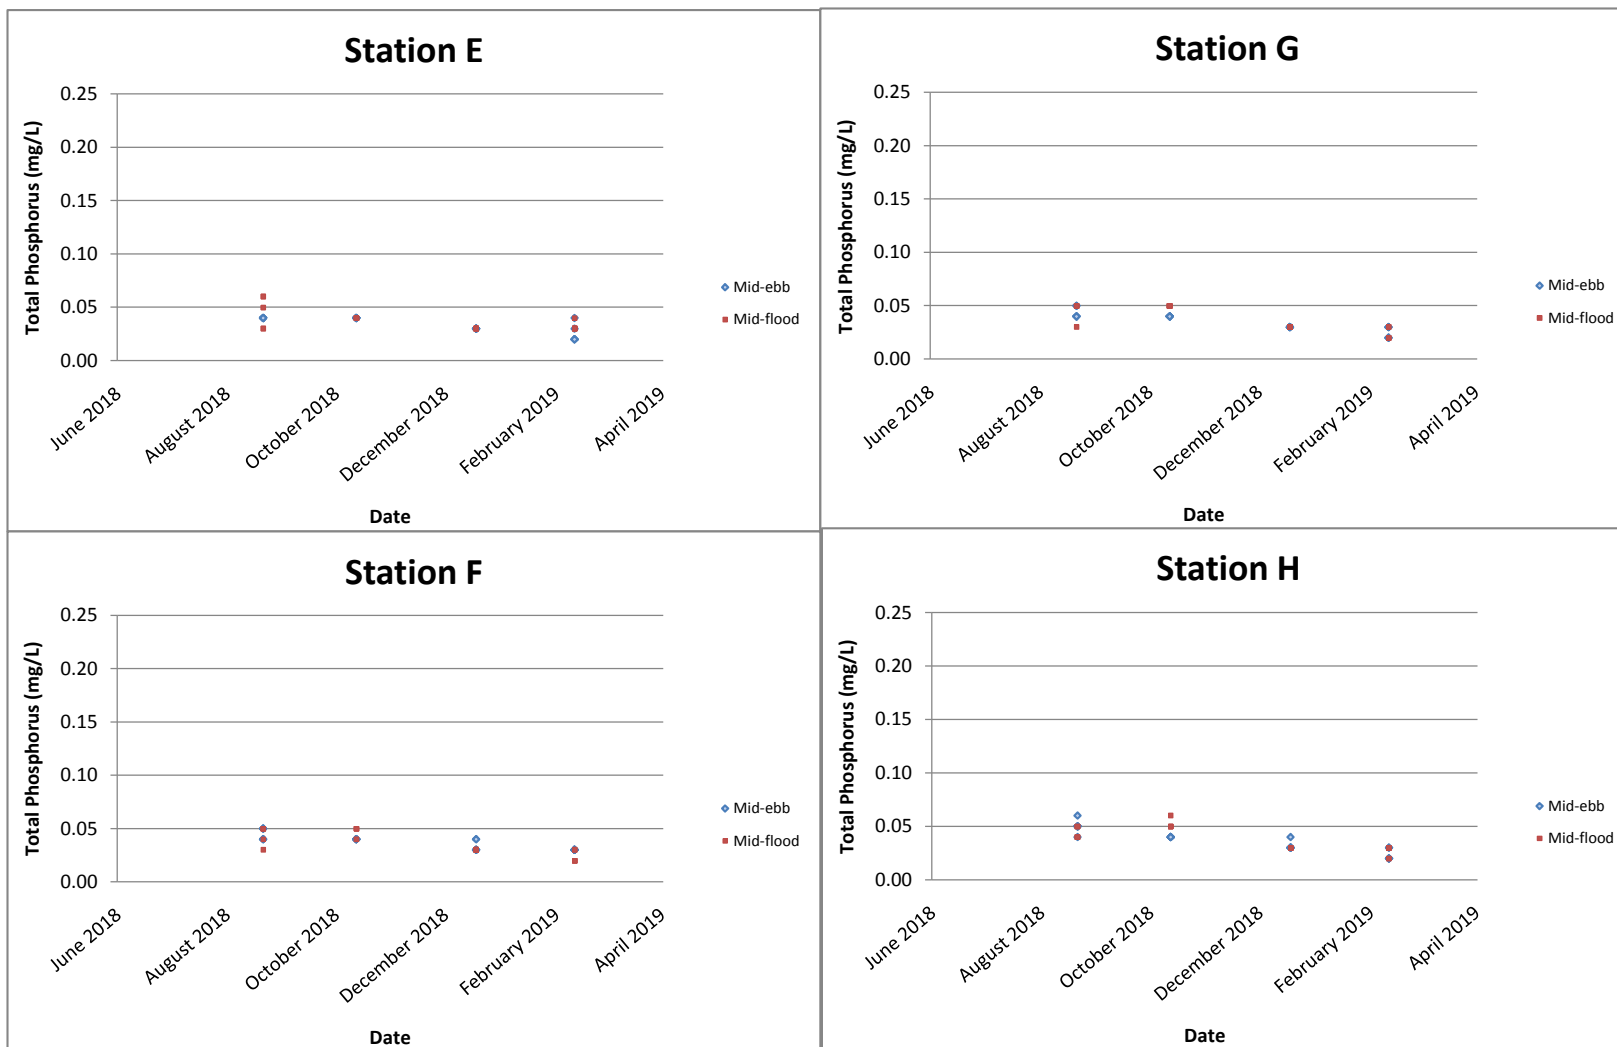 Station E
Total Phosphorus (mg/L)
0.25
0.20
0.15
0.10
0.05
0.00
June 2018
August 2018
October 2018
December 2018
February 2019
April 2019
Date
Mid-ebb
Mid-flood
Station G
Total Phosphorus (mg/L)
0.25
0.20
0.15
0.10
0.05
0.00
June 2018
August 2018
October 2018
December 2018
February 2019
April 2019
Date
Mid-ebb
Mid-flood
Station F
Total Phosphorus (mg/L)
0.25
0.20
0.15
0.10
0.05
0.00
June 2018
August 2018
October 2018
December 2018
February 2019
April 2019
Date
Mid-ebb
Mid-flood
Station H
Total Phosphorus (mg/L)
0.25
0.20
0.15
0.10
0.05
0.00
June 2018
August 2018
October 2018
December 2018
February 2019
April 2019
Date
Mid-ebb
Mid-flood